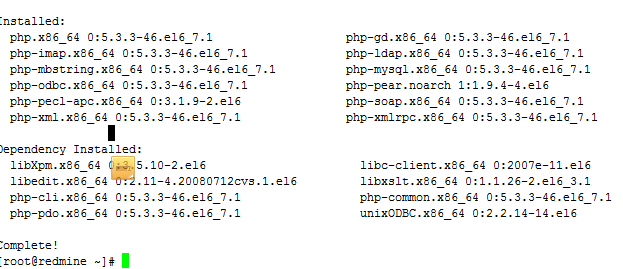 Installed:
php.x86_64 0:5.3.3-46.el6_7.1 php-gd.x86_64 0:5.3.3-46.el6_7.1
php-imap.x86_64 0:5.3.3-46.el6_7.1 php-ldap.x86_64 0:5.3.3-46.el6_7.1
php-mbstring.x86_64 0:5.3.3-46.el6_7.1 php-mysql.x86_64 0:5.3.3-46.el6_7.1
php-odbc.x86_64 0:5.3.3-46.el6_7.1 php-pear.noarch 1:1.9.4-4.el6
php-pecl-apc.x86_64 0:3.1.9-2.el6 php-soap.x86_64 0:5.3.3-46.el6_7.1
php-xml.x86_64 0:5.3.3-46.el6_7.1 php-xmlrpc.x86_64 0:5.3.3-46.el6_7.1
Dependency Installed:
libXpm.x86_64 5.10-2.el6 libc-client.x86_64 0:2007e-11.el6
libedit.x86_64 0:2.11-4.20080712cvs.1.el6 libxslt.x86_64 0:1.1.26-2.el6_3.1
php-cli.x86_64 0:5.3.3-46.el6_7.1 php-common.x86_64 0:5.3.3-46.el6_7.1
php-pdo.x86_64 0:5.3.3-46.el6_7.1 unixODBC.x86_64 0:2.2.14-14.el6
Complete!
[root@redmine ~]#